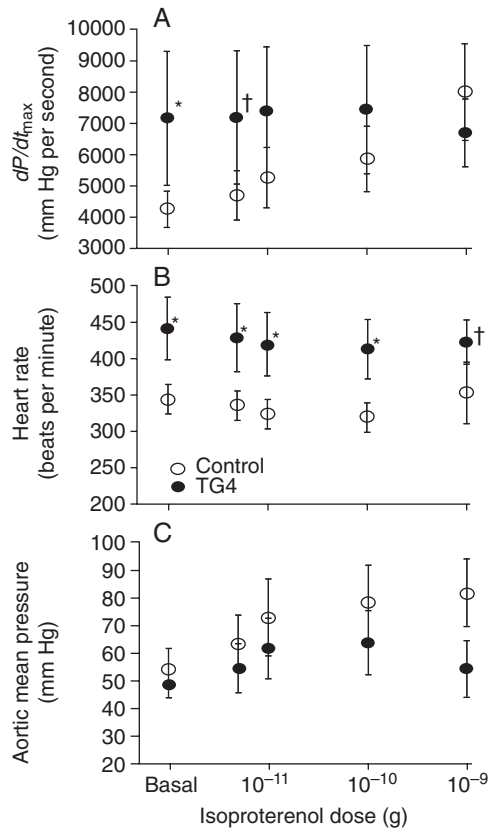 A
10000
9000
8000
7000
6000
5000
4000
3000
dP/dtmax
(mm Hg per second)
*
†
B
500
450
400
350
300
250
200
Heart rate
(beats per minute)
*
*
*
*
†
Control
TG4
C
100
90
80
70
60
50
40
30
20
Aortic mean pressure
(mm Hg)
Basal 10⁻¹¹ 10⁻¹⁰ 10⁻⁹
Isoproterenol dose (g)